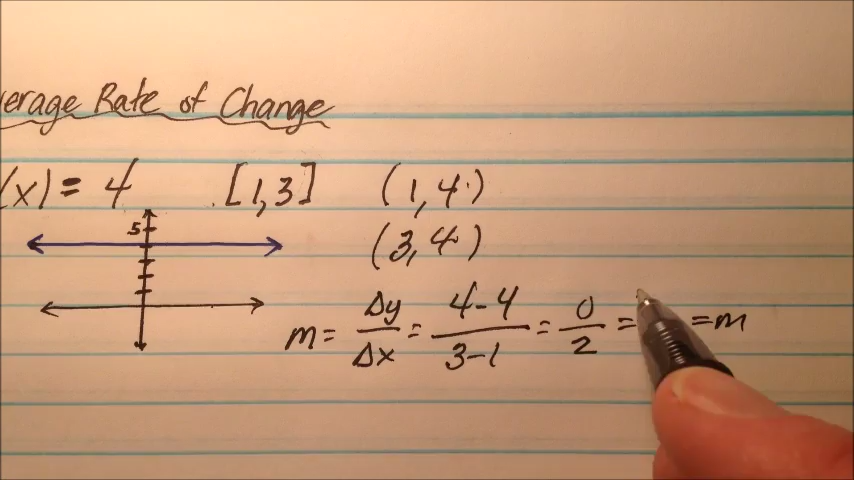 erage Rate of Change
(x) = 4 [1,3] (1,4)
5 (3,4)
m = Δy/Δx = 4-4/3-1 = 0/2 = = m